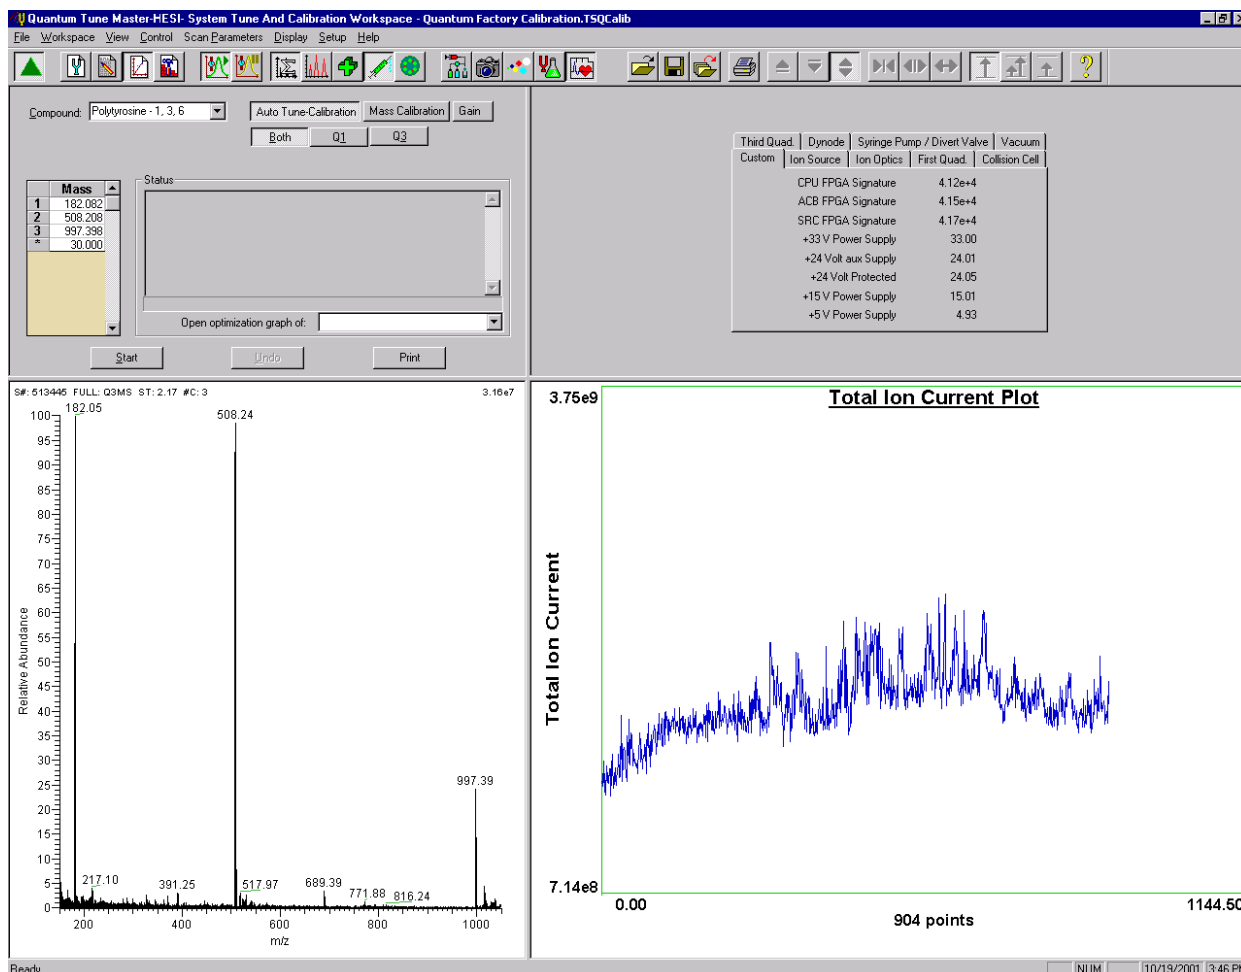 Quantum Tune Master-HESI- System Tune And Calibration Workspace - Quantum Factory Calibration.TSQCalib
File Workspace View Control Scan Parameters Display Setup Help
Compound: Polytyrosine - 1, 3, 6
Auto Tune-Calibration Mass Calibration Gain
Both Q1 Q3
Mass
1 182.082
2 508.208
3 997.398
* 30.000
Status
Open optimization graph of:
Start Undo Print
Third Quad. Dynode Syringe Pump / Divert Valve Vacuum
Custom Ion Source Ion Optics First Quad. Collision Cell
CPU FPGA Signature 4.12e+4
ACB FPGA Signature 4.15e+4
SRC FPGA Signature 4.17e+4
+33 V Power Supply 33.00
+24 Volt aux Supply 24.01
+24 Volt Protected 24.05
+15 V Power Supply 15.01
+5 V Power Supply 4.93
S#: 513445 FULL: Q3MS ST: 2.17 #C: 3 3.16e7
182.05
508.24
997.39
217.10
391.25
517.97
689.39
771.88
816.24
100
95
90
85
80
75
70
65
60
55
50
45
40
35
30
25
20
15
10
5
0
Relative Abundance
200 400 600 800 1000
m/z
3.75e9
Total Ion Current Plot
Total Ion Current
7.14e8
0.00 1144.50
904 points
Ready NUM 10/19/2001 3:46 PM